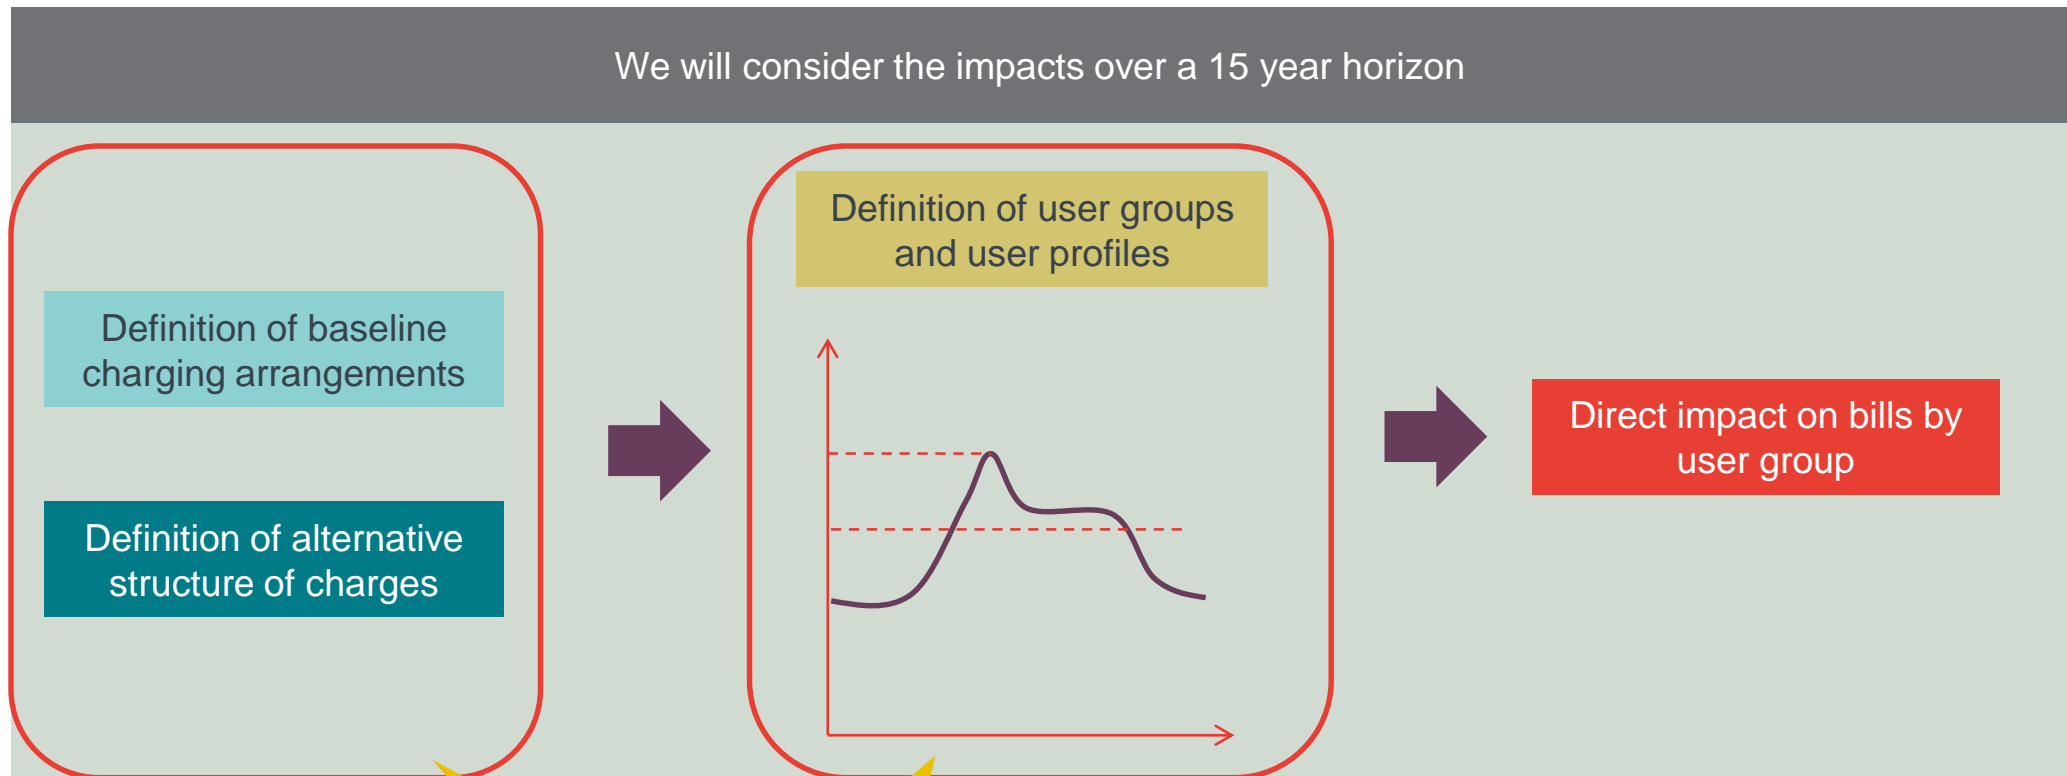 We will consider the impacts over a 15 year horizon
Definition of baseline
charging arrangements
Definition of alternative
structure of charges
Definition of user groups
and user profiles
Direct impact on bills by
user group